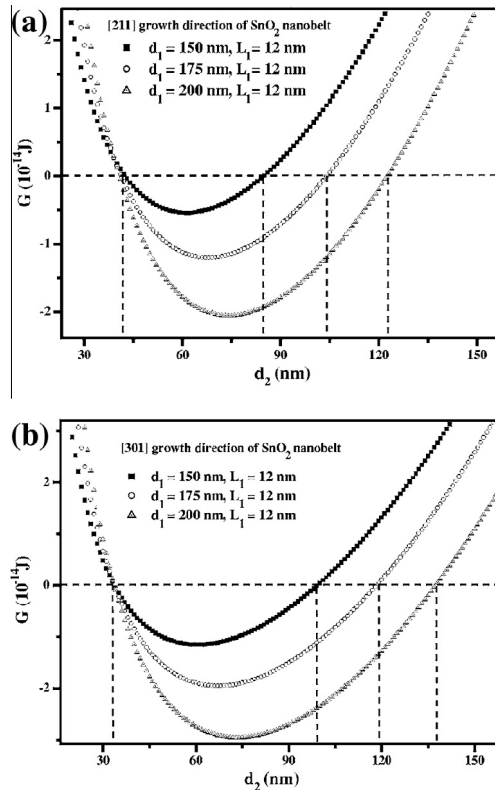 (a)
[211] growth direction of SnO2 nanobelt
■ d1 = 150 nm, L1 = 12 nm
○ d1 = 175 nm, L1 = 12 nm
△ d1 = 200 nm, L1 = 12 nm
G (10^-14 J)
2
1
0
-1
-2
30 60 90 120 150
d2 (nm)
(b)
[301] growth direction of SnO2 nanobelt
■ d1 = 150 nm, L1 = 12 nm
○ d1 = 175 nm, L1 = 12 nm
△ d1 = 200 nm, L1 = 12 nm
G (10^-14 J)
2
0
-2
30 60 90 120 150
d2 (nm)